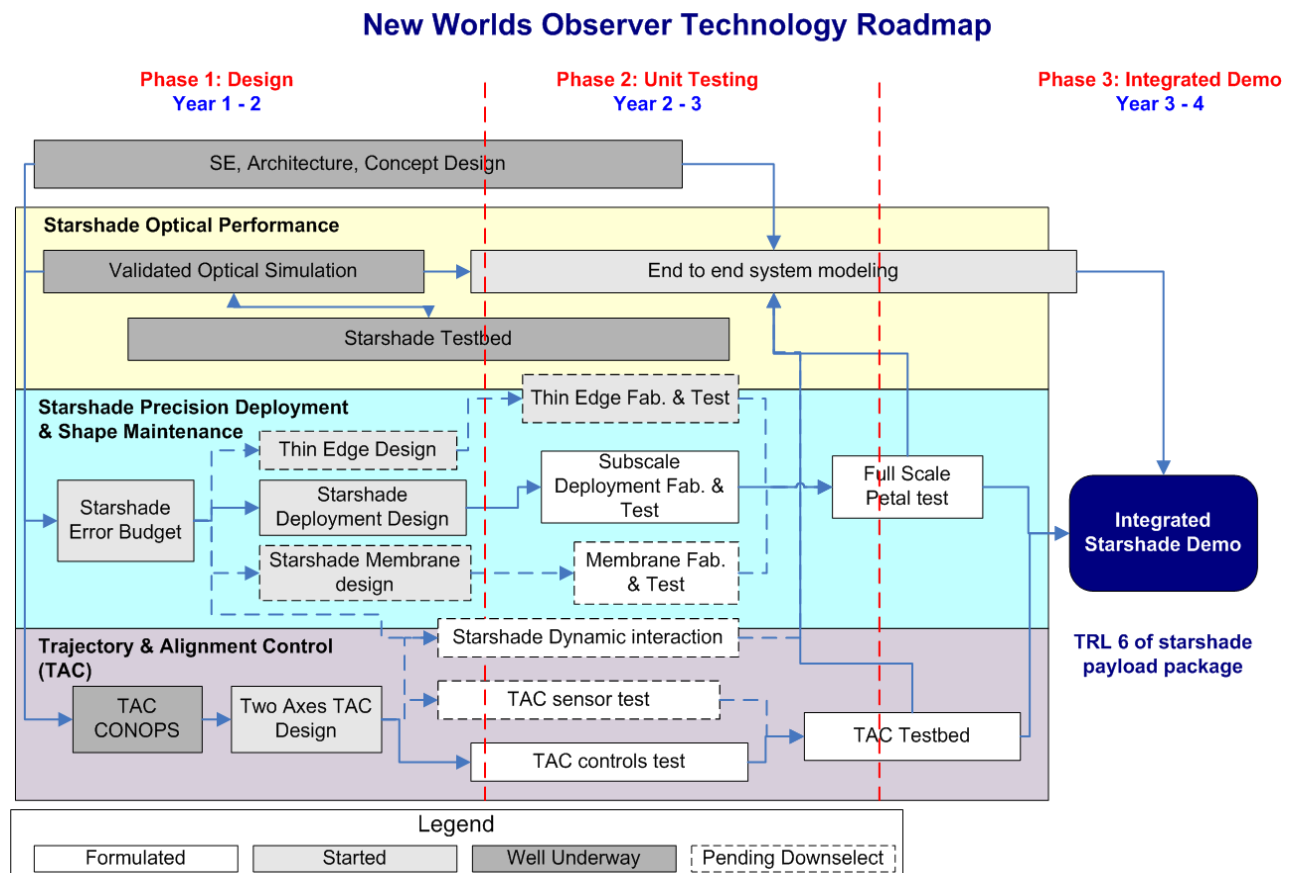 New Worlds Observer Technology Roadmap
Phase 1: Design
Year 1 - 2
Phase 2: Unit Testing
Year 2 - 3
Phase 3: Integrated Demo
Year 3 - 4
SE, Architecture, Concept Design
Starshade Optical Performance
Validated Optical Simulation
End to end system modeling
Starshade Testbed
Starshade Precision Deployment
& Shape Maintenance
Thin Edge Fab. & Test
Thin Edge Design
Subscale
Deployment Fab. &
Test
Full Scale
Petal test
Starshade
Error Budget
Starshade
Deployment Design
Integrated
Starshade Demo
Starshade Membrane
design
Membrane Fab.
& Test
Starshade Dynamic interaction
TRL 6 of starshade
payload package
Trajectory & Alignment Control
(TAC)
TAC
CONOPS
Two Axes TAC
Design
TAC sensor test
TAC Testbed
TAC controls test
Legend
Formulated
Started
Well Underway
Pending Downselect